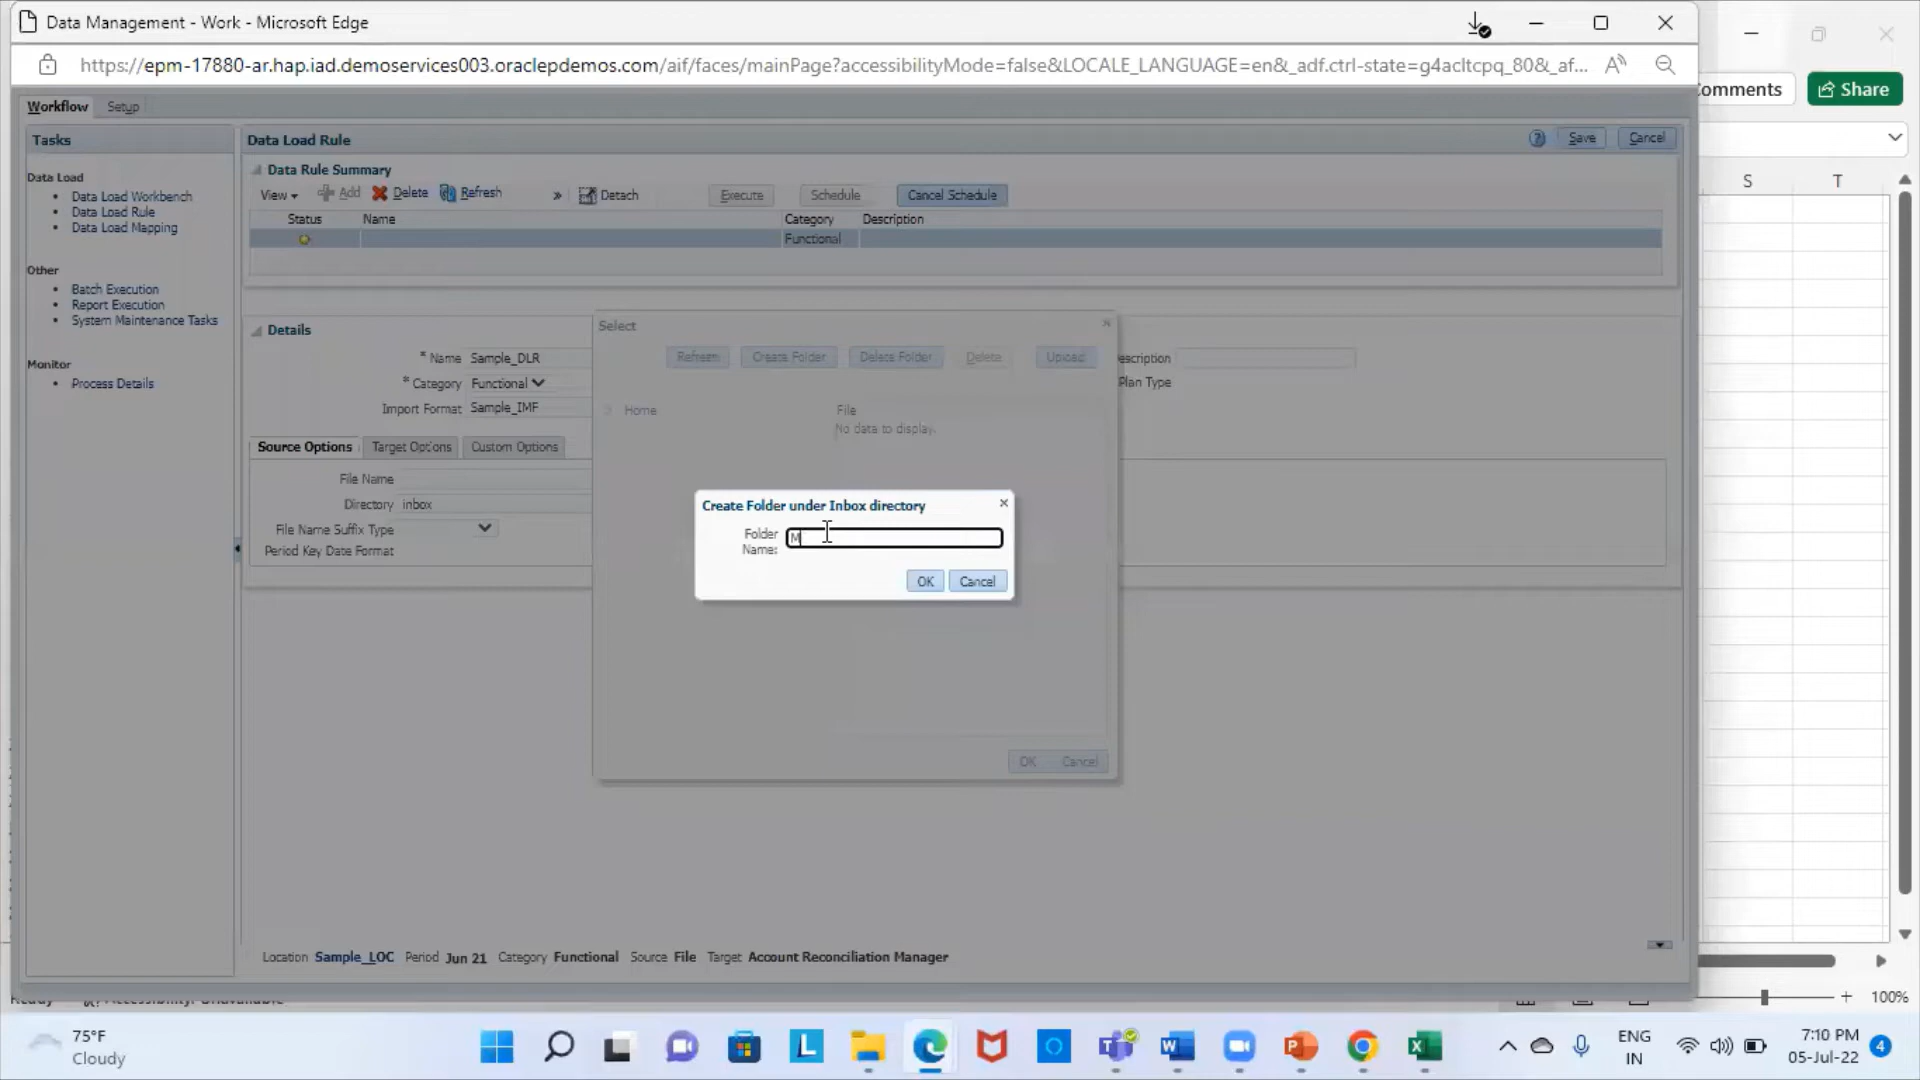 Data Management - Work - Microsoft Edge
https://epm-17880-ar.hap.iad.demoservices003.oraclepdemos.com/aif/faces/mainPage?accessibilityMode=false&LOCALE_LANGUAGE=en&_adf.ctrl-state=g4acltcpq_80&_af...
omments
Share
Workflow Setup
Tasks
Data Load Rule
Save Cancel
Data Rule Summary
Data Load
Data Load Workbench
Data Load Rule
Data Load Mapping
View Add Delete Refresh » Detach Execute Schedule Cancel Schedule
Status Name Category Description
Functional
S T
Other
Batch Execution
Report Execution
System Maintenance Tasks
Monitor
Process Details
Details
* Name Sample_DLR
* Category Functional
Import Format Sample_IMF
escription
Plan Type
Source Options Target Options Custom Options
File Name
Directory inbox
File Name Suffix Type
Period Key Date Format
Select
Refresh Create Folder Delete Folder Delete Upload
Home File
No data to display.
Create Folder under Inbox directory
Folder Name: M
OK Cancel
OK Cancel
Location Sample_LOC Period Jun 21 Category Functional Source File Target Account Reconciliation Manager
100%
75°F
Cloudy
ENG
IN
7:10 PM
05-Jul-22
4